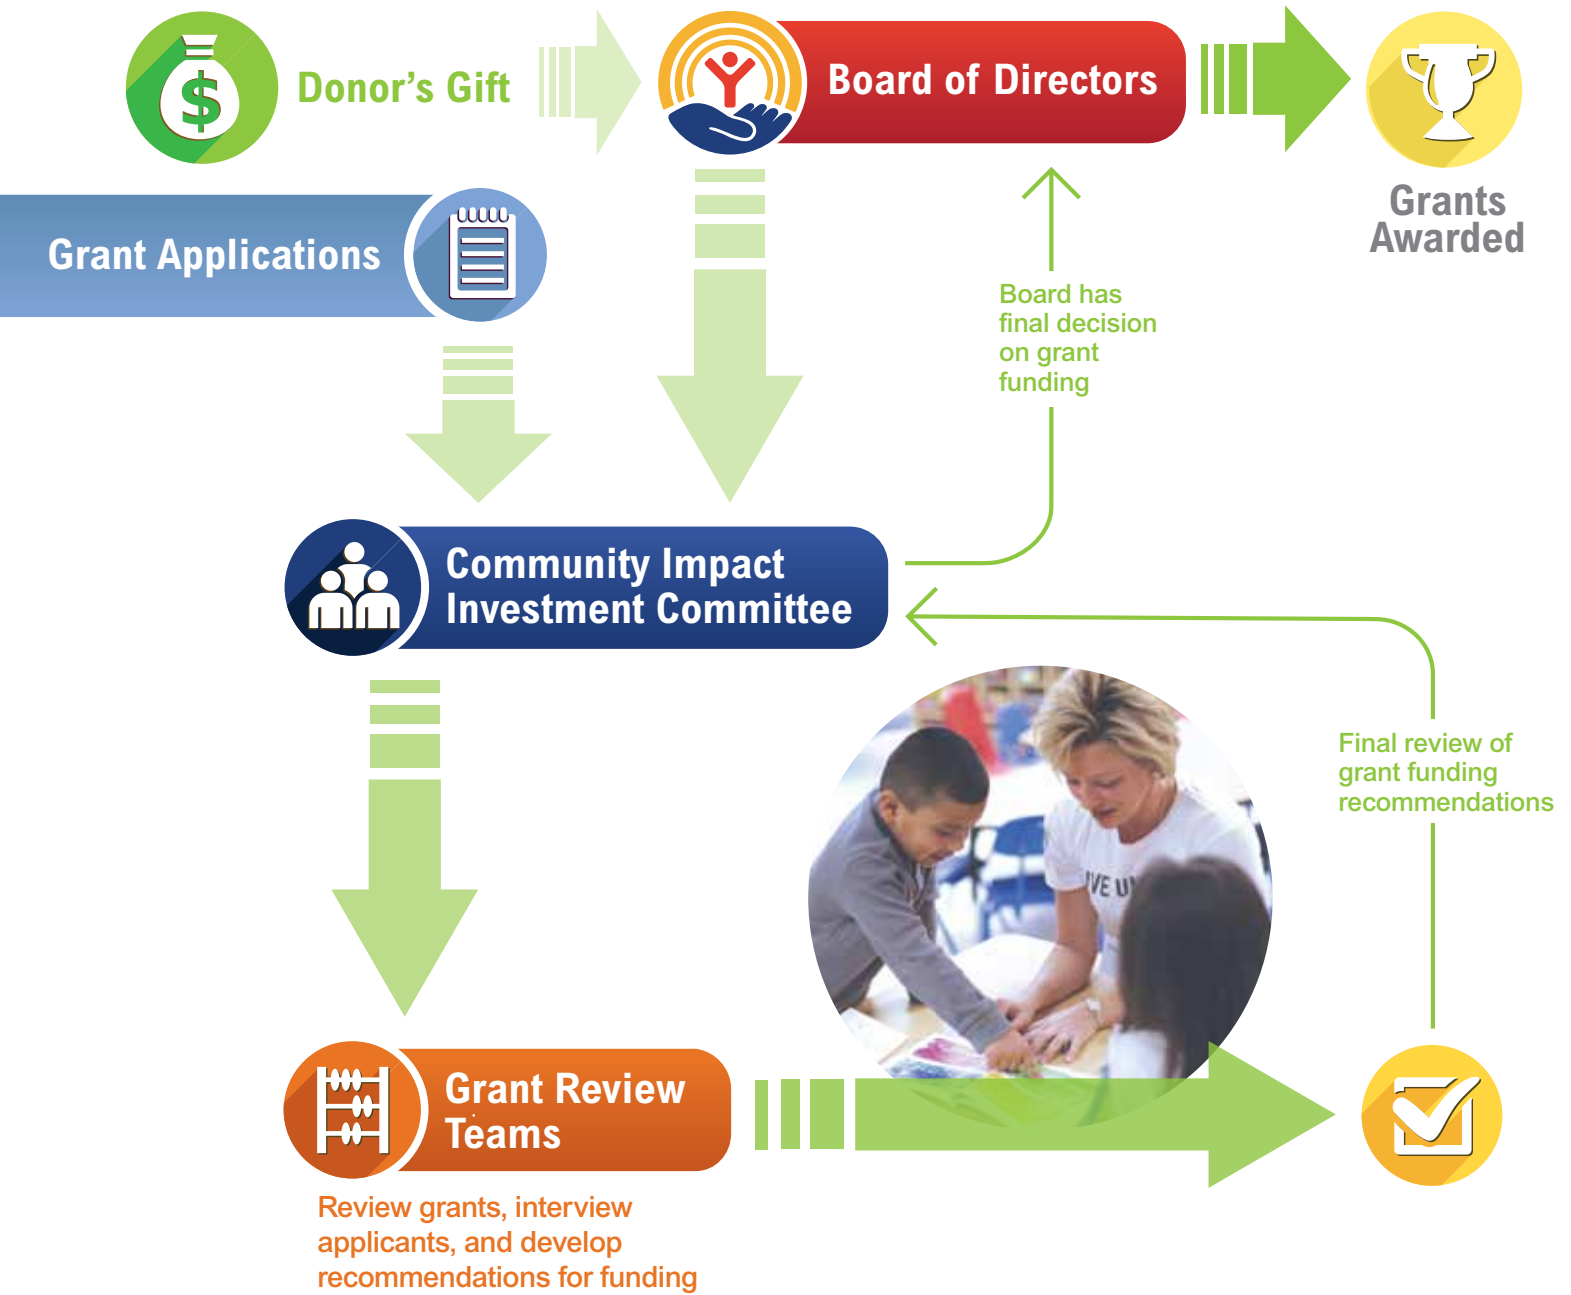 Donor’s Gift
Board of Directors
Grants
Awarded
Grant Applications
Board has
final decision
on grant
funding
Community Impact
Investment Committee
Final review of
grant funding
recommendations
Grant Review
Teams
Review grants, interview
applicants, and develop
recommendations for funding